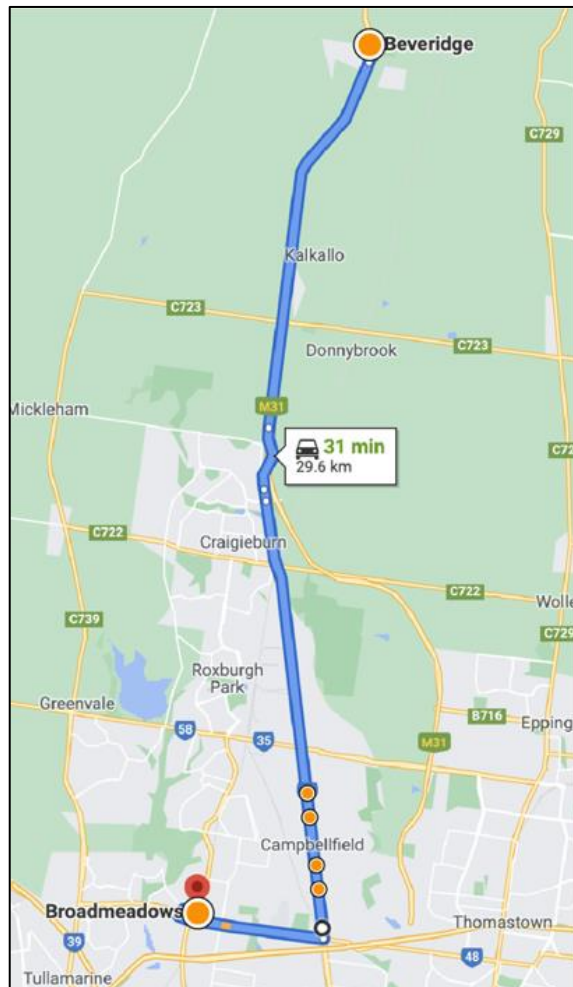 Beveridge
C729
Kalkallo
C723
Donnybrook
C723
Mickleham
M31
31 min
29.6 km
C72
C722
Craigieburn
C722
Wolle
C739
C729
Roxburgh
Park
Greenvale
58
35
B716
Epping
M31
Campbellfield
Broadmeadows
Thomastown
39
48
Tullamarine